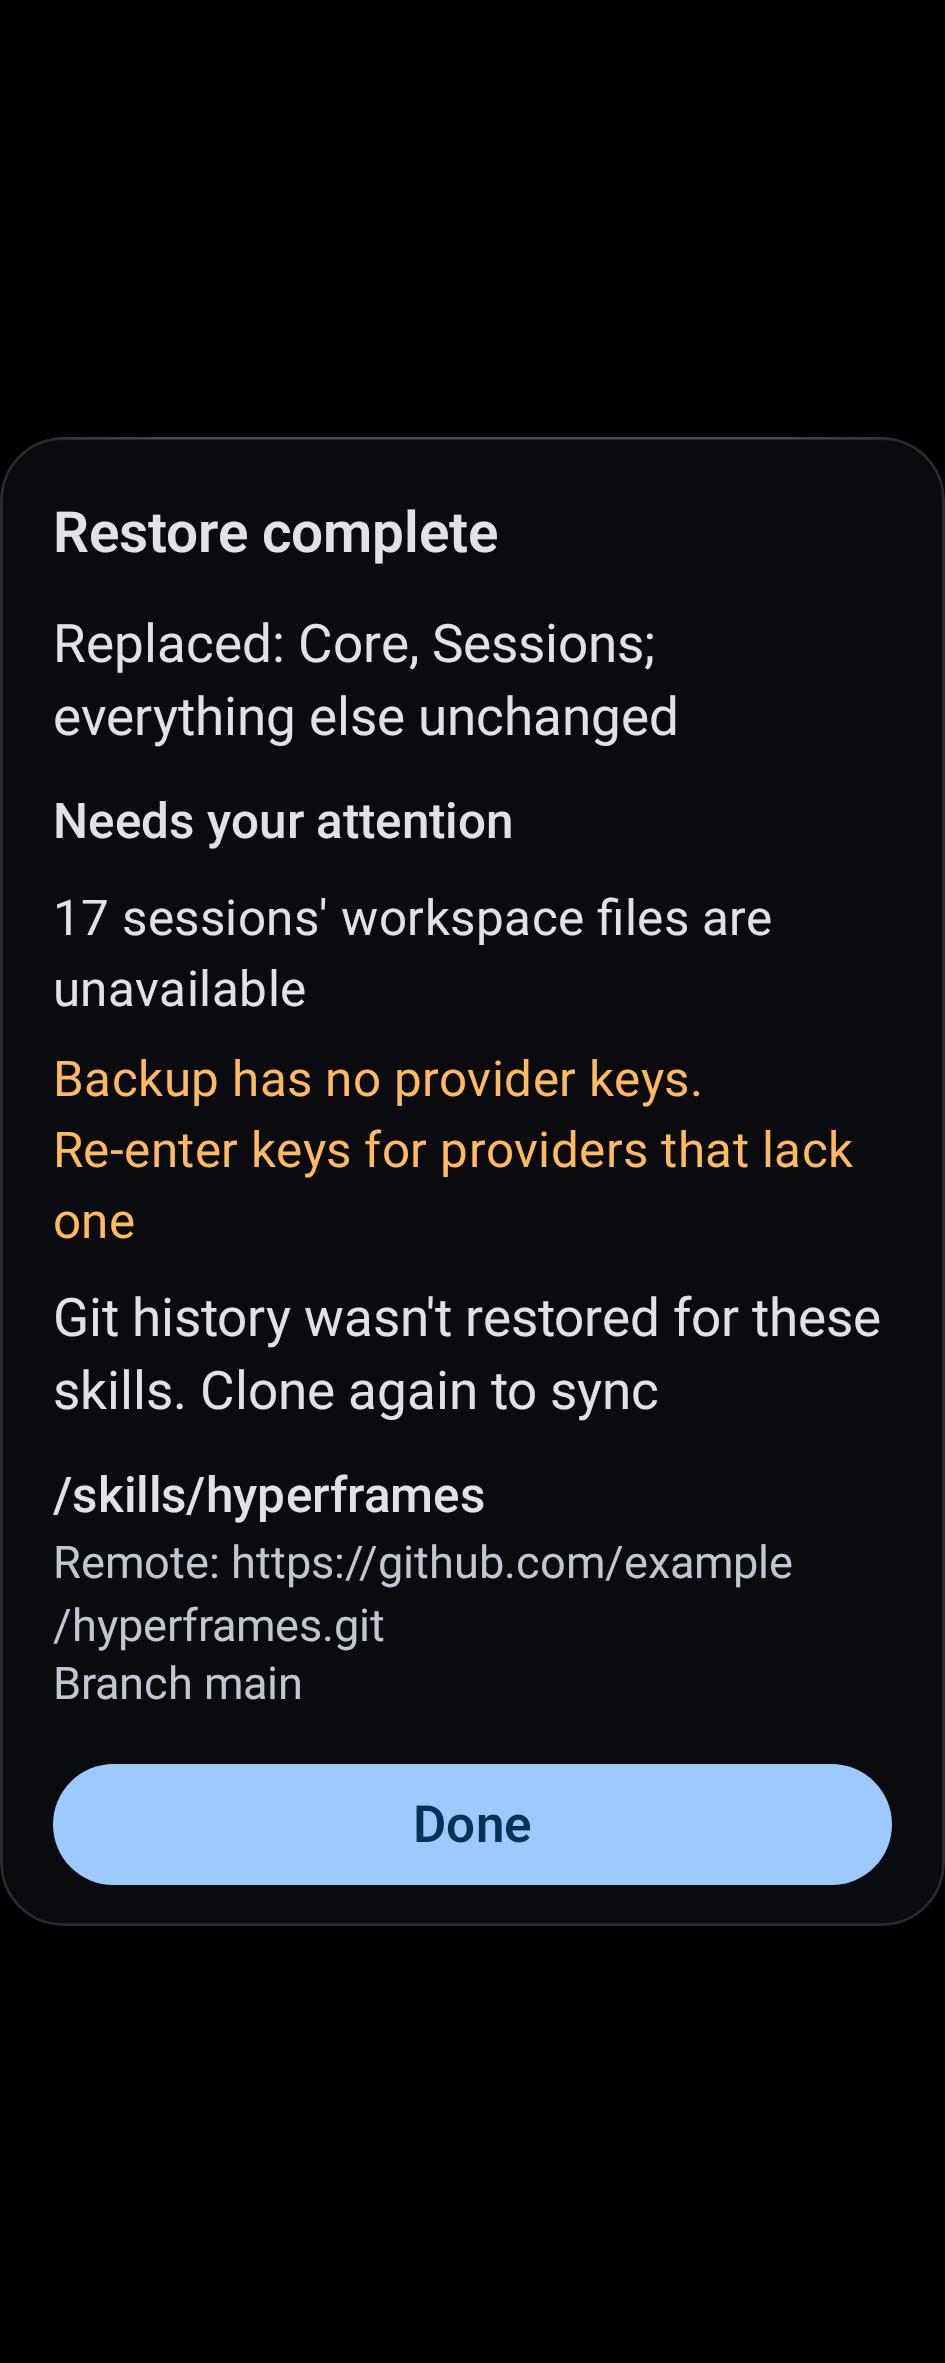 Restore complete
Replaced: Core, Sessions;
everything else unchanged
Needs your attention
17 sessions' workspace files are
unavailable
Backup has no provider keys.
Re-enter keys for providers that lack
one
Git history wasn't restored for these
skills. Clone again to sync
/skills/hyperframes
Remote: https://github.com/example
/hyperframes.git
Branch main
Done